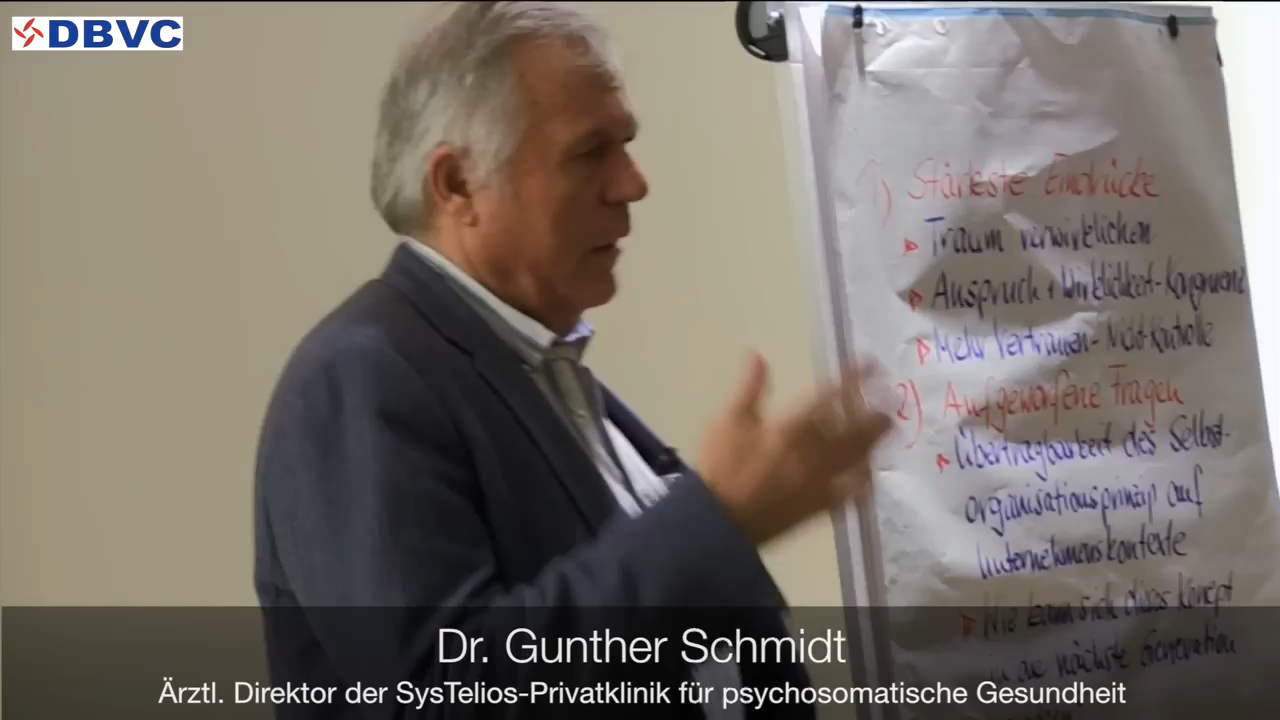 DBVC
1) Stärkste Eindrücke
Traum verwirklichen
Anspruch + Wirklichkeit-Kongruenz
Mehr Vertrauen - Nicht-Kontrolle
2) Aufgeworfene Fragen
Übertragbarkeit des Selbst-
organisationsprinzip auf
Unternehmenskontexte
Wie kann sich dieses Konzept
in die nächste Generation
Dr. Gunther Schmidt
Ärztl. Direktor der SysTelios-Privatklinik für psychosomatische Gesundheit